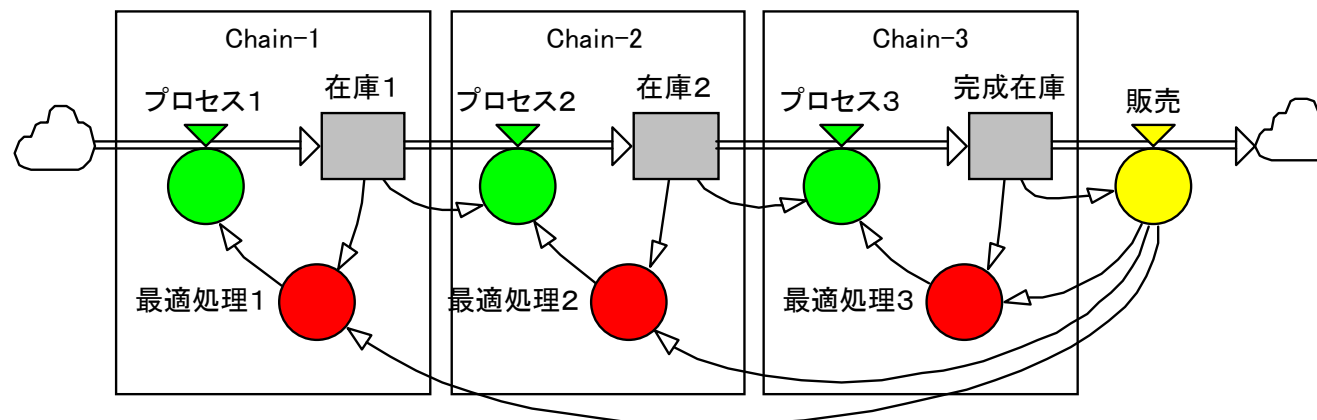 Chain-1
Chain-2
Chain-3
プロセス1
在庫1
プロセス2
在庫2
プロセス3
完成在庫
販売
最適処理1
最適処理2
最適処理3